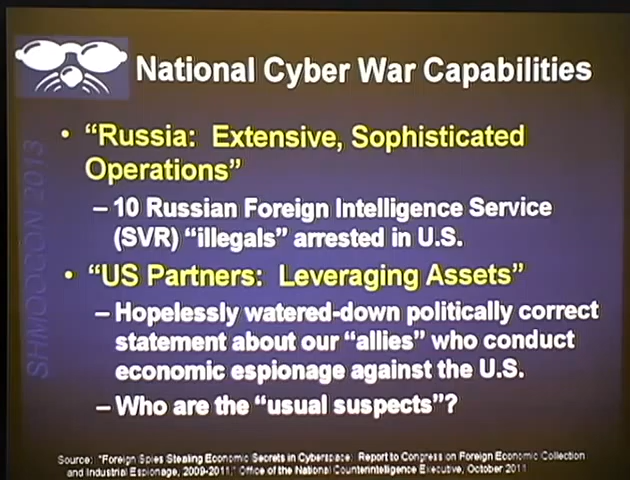 National Cyber War Capabilities
• “Russia: Extensive, Sophisticated
Operations”
– 10 Russian Foreign Intelligence Service
(SVR) “illegals” arrested in U.S.
• “US Partners: Leveraging Assets”
– Hopelessly watered-down politically correct
statement about our “allies” who conduct
economic espionage against the U.S.
– Who are the “usual suspects”?
SHMOOCON 2013
Source: "Foreign Spies Stealing Economic Secrets in Cyberspace: Report to Congress on Foreign Economic Collection
and Industrial Espionage, 2009-2011," Office of the National Counterintelligence Executive, October 2011